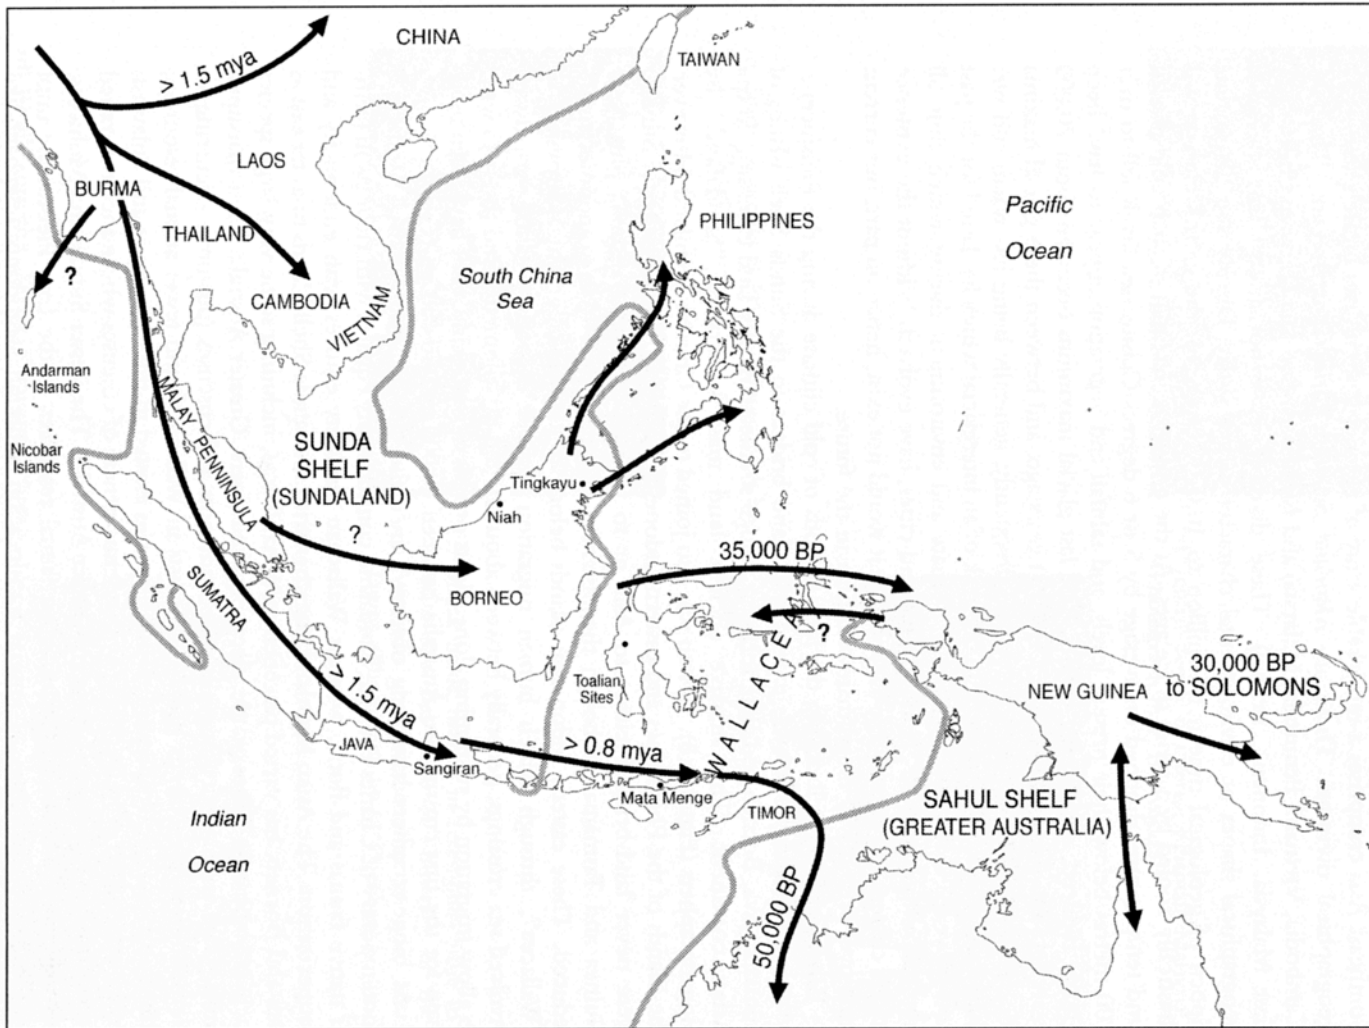 CHINA
TAIWAN
> 1.5 mya
LAOS
BURMA
THAILAND
PHILIPPINES
Pacific
Ocean
?
South China
Sea
CAMBODIA
VIETNAM
Andarman
Islands
MALAY PENNINSULA
Nicobar
Islands
SUNDA
SHELF
(SUNDALAND)
Tingkayu
Niah
?
35,000 BP
BORNEO
SUMATRA
?
WALLACEA
30,000 BP
to SOLOMONS
NEW GUINEA
Toalian
Sites
> 1.5 mya
JAVA
Sangiran
> 0.8 mya
Mata Menge
TIMOR
SAHUL SHELF
(GREATER AUSTRALIA)
Indian
Ocean
50,000 BP